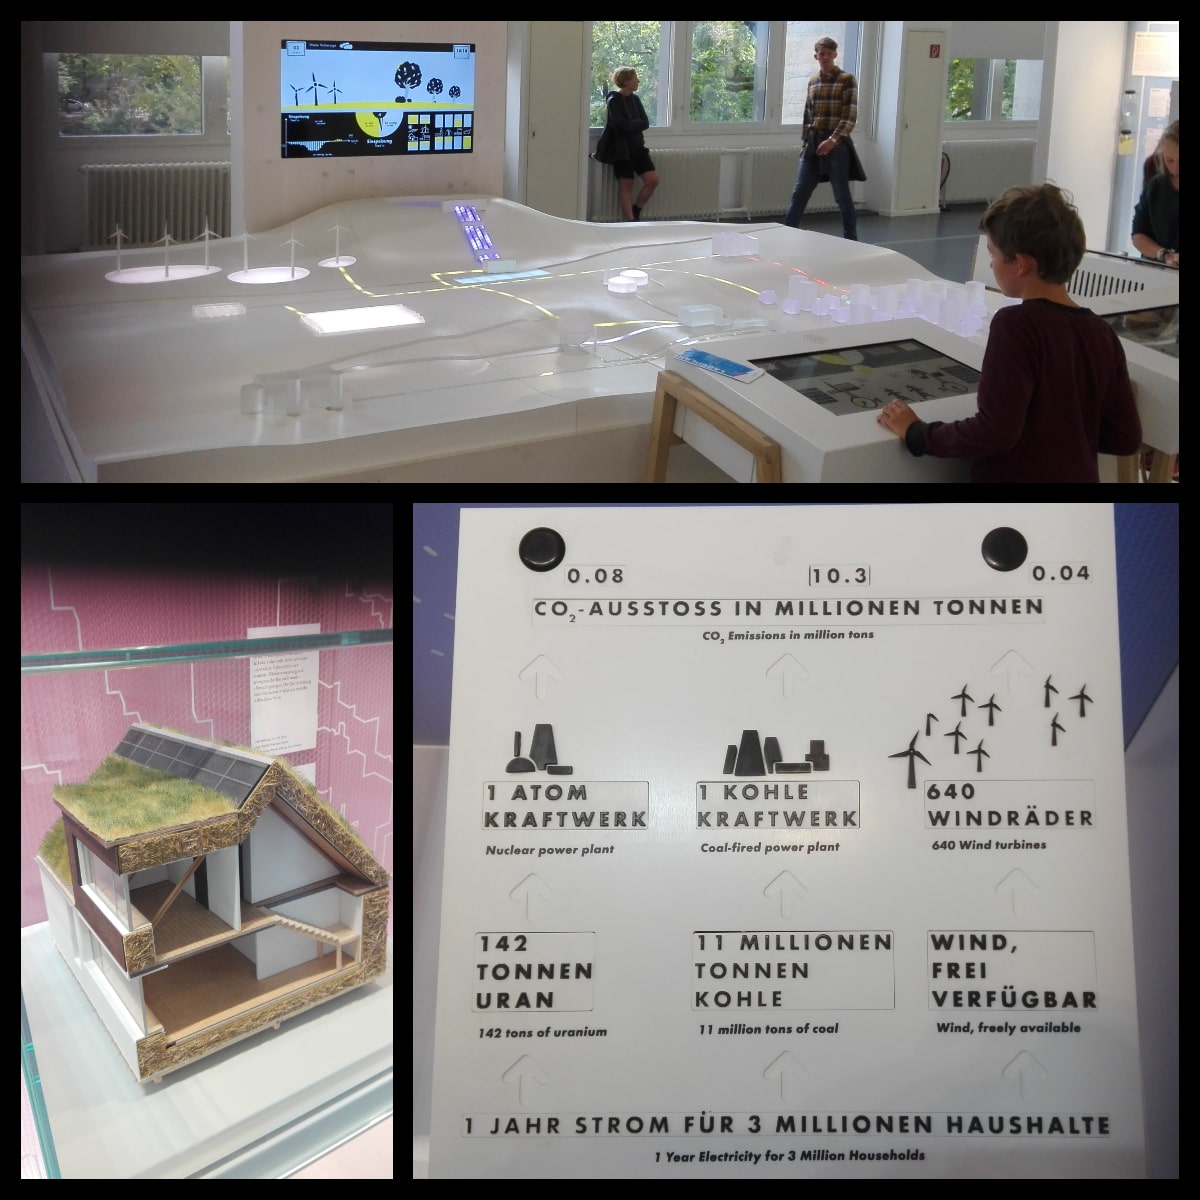 Einspeisung
Einspeisung
0.08
10.3
0.04
CO2-AUSSTOSS IN MILLIONEN TONNEN
CO2 Emissions in million tons
1 ATOM
KRAFTWERK
Nuclear power plant
1 KOHLE
KRAFTWERK
Coal-fired power plant
640
WINDRÄDER
640 Wind turbines
142
TONNEN
URAN
142 tons of uranium
11 MILLIONEN
TONNEN
KOHLE
11 million tons of coal
WIND,
FREI
VERFÜGBAR
Wind, freely available
1 JAHR STROM FÜR 3 MILLIONEN HAUSHALTE
1 Year Electricity for 3 Million Households